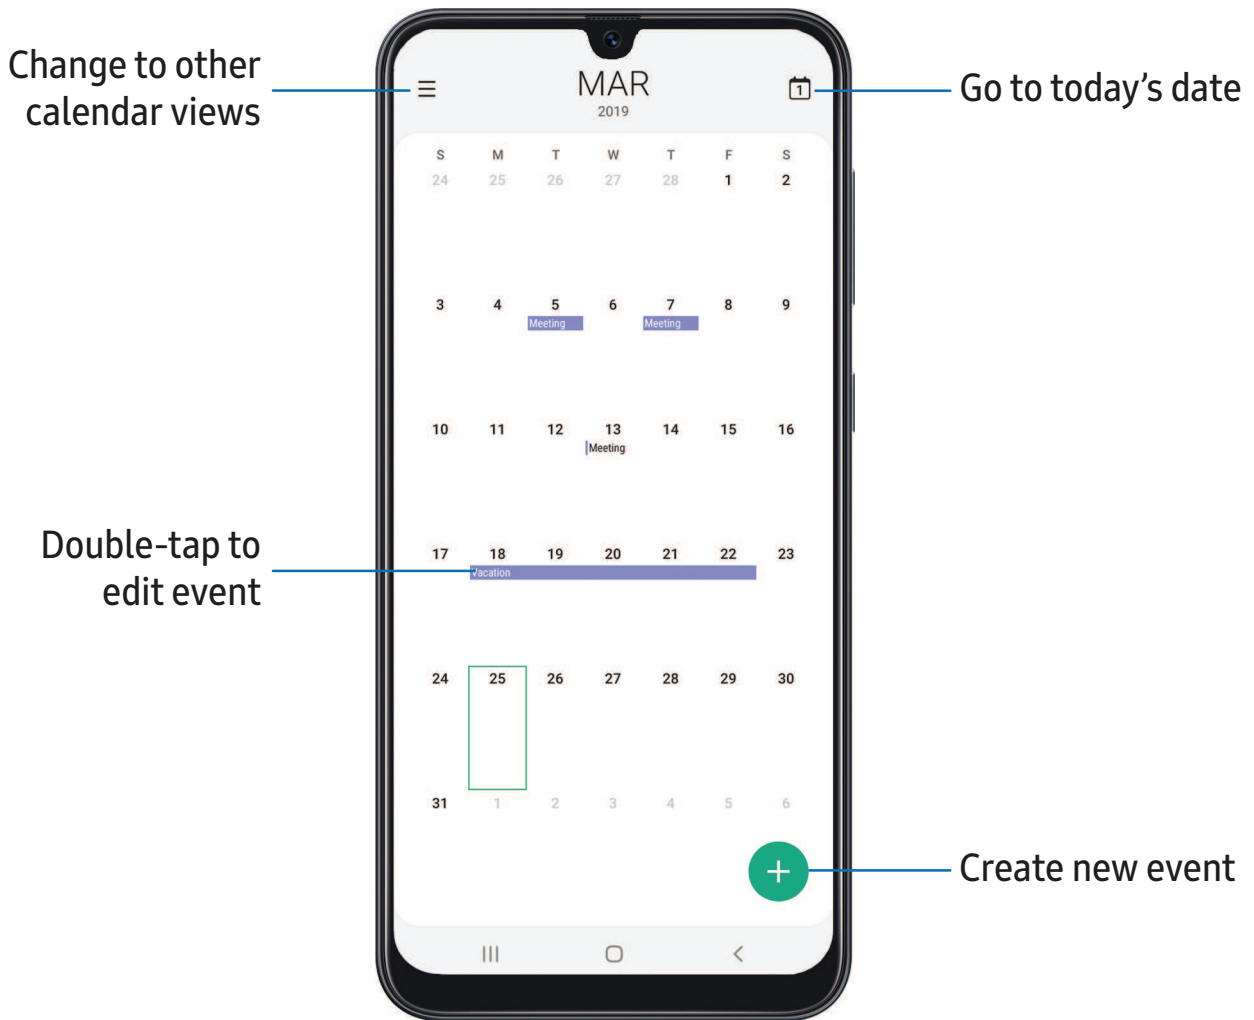 Change to other
calendar views
MAR
2019
1
Go to today's date
S M T W T F S
24 25 26 27 28 1 2
3 4 5 6 7 8 9
Meeting Meeting
10 11 12 13 14 15 16
Meeting
Double-tap to
edit event
17 18 19 20 21 22 23
Vacation
24 25 26 27 28 29 30
31 1 2 3 4 5 6
Create new event